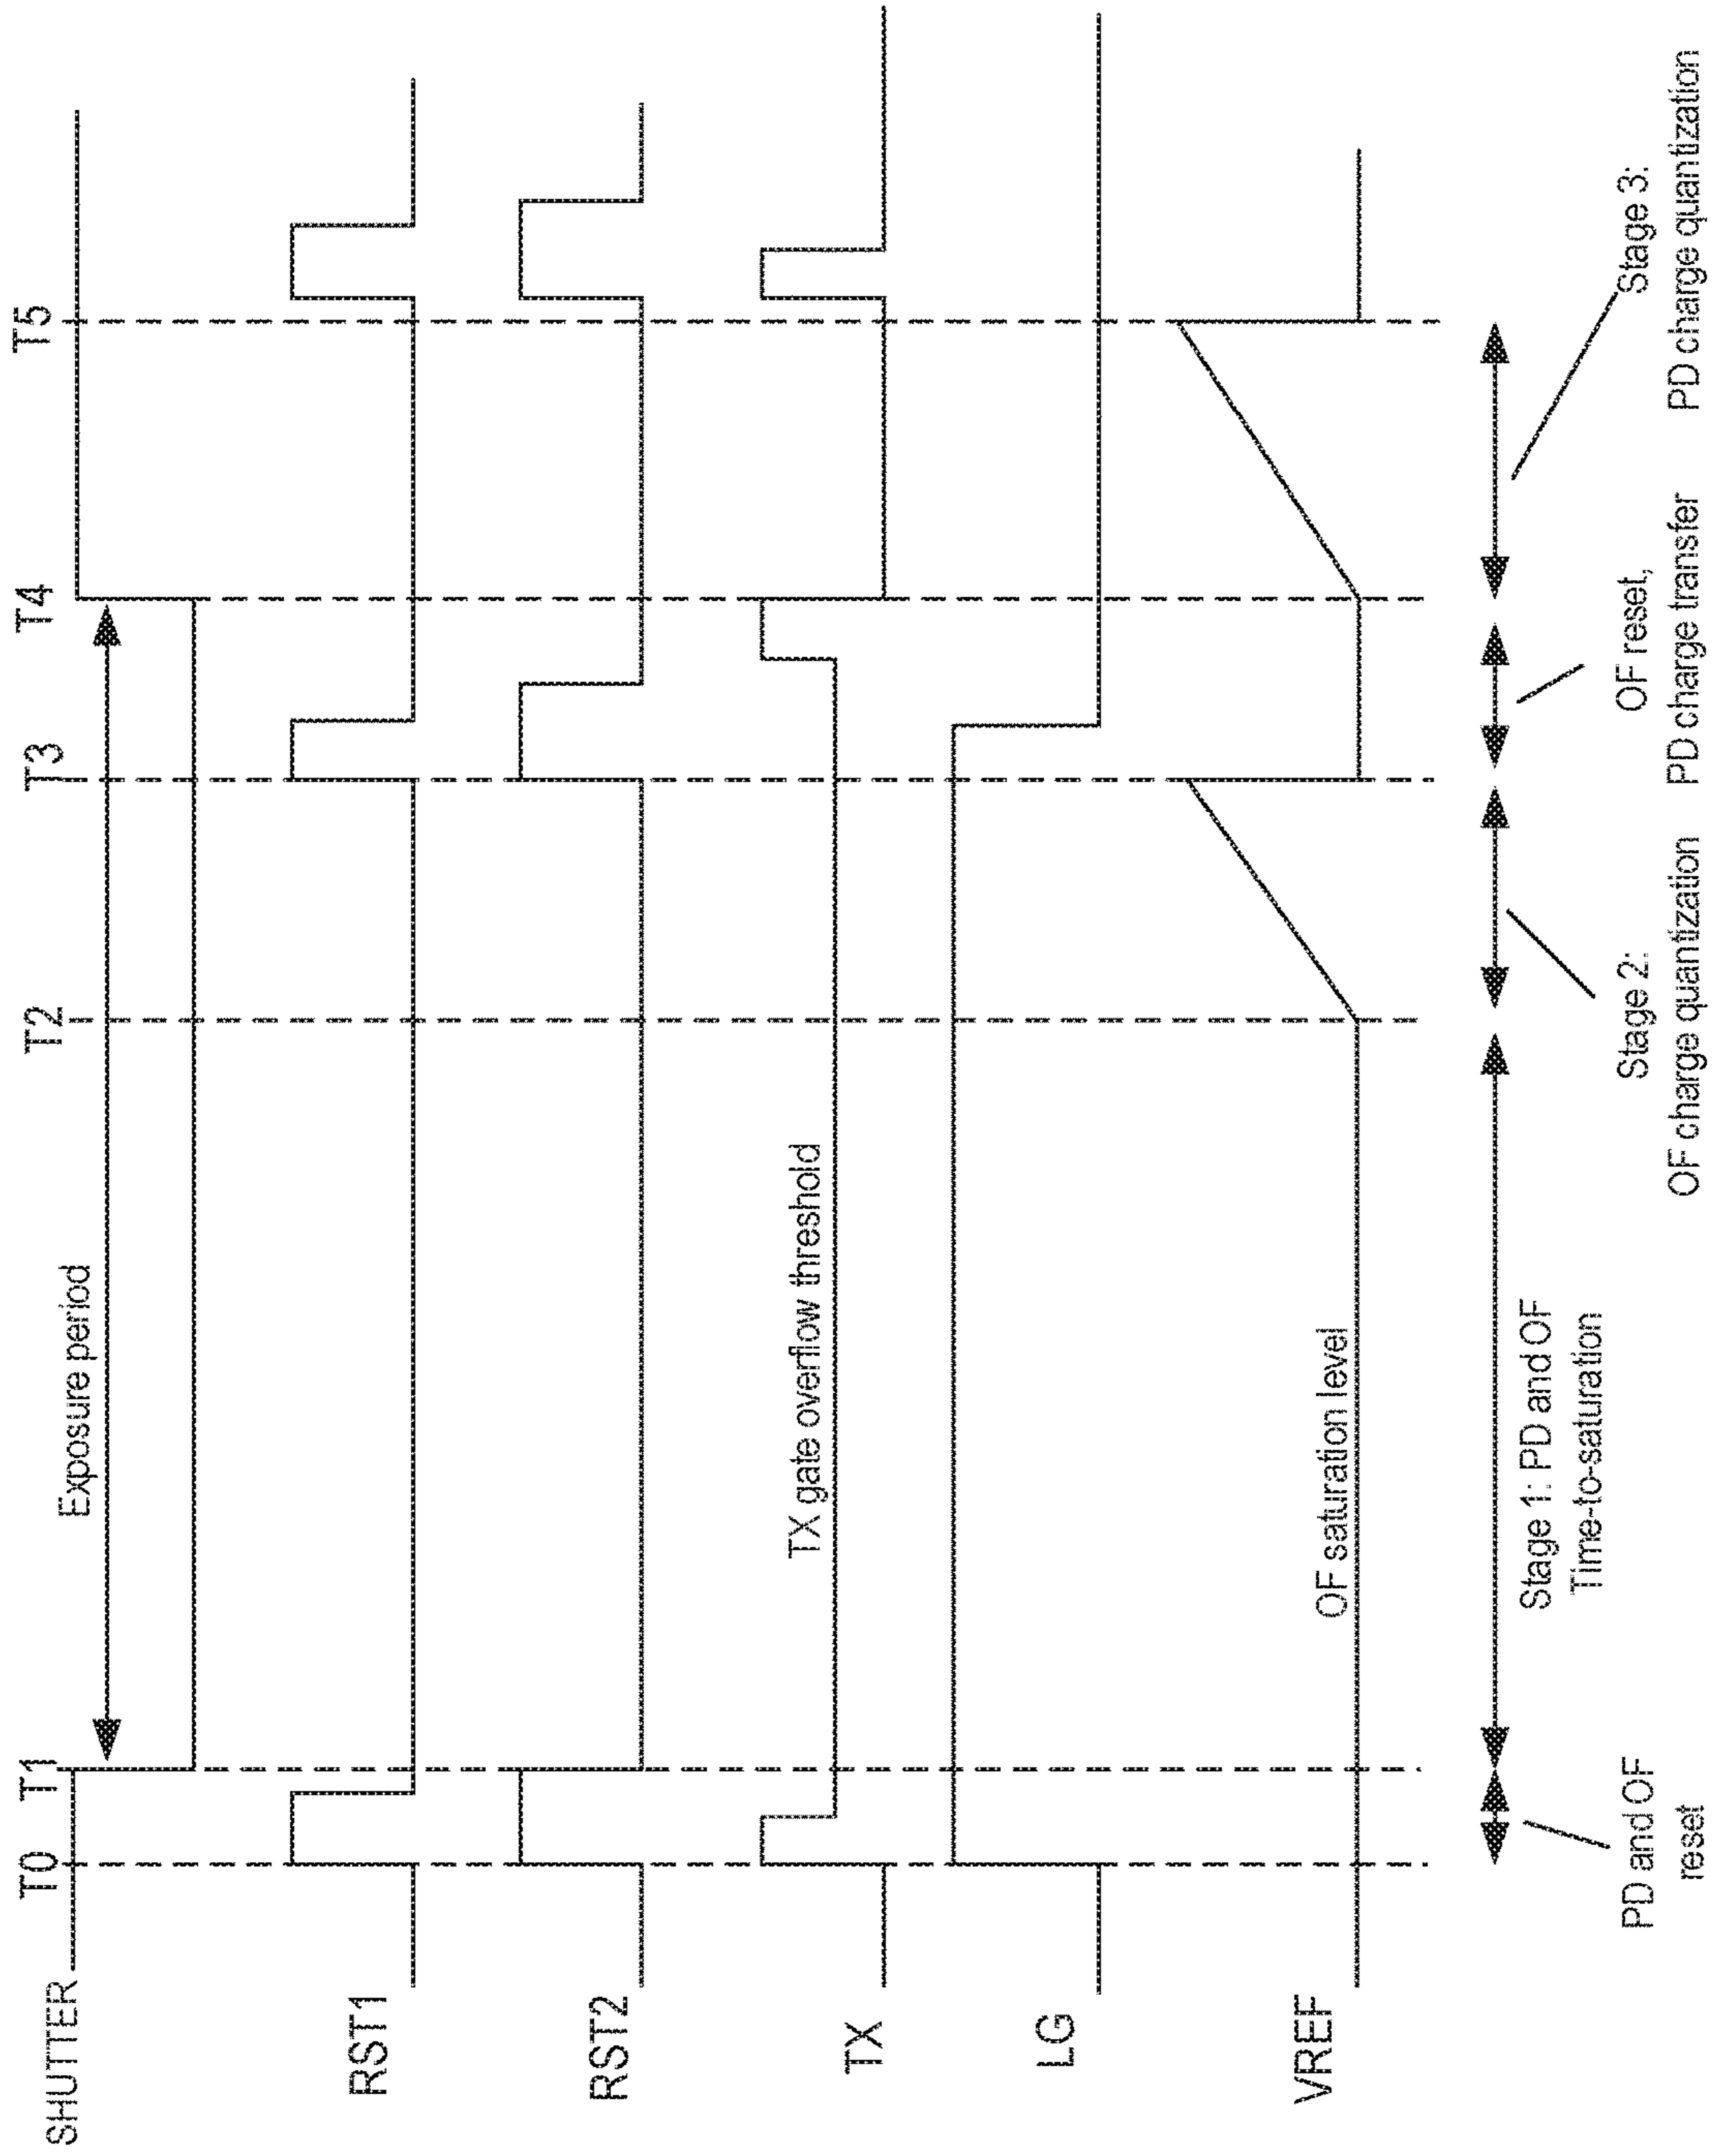 T0
T1
T2
T3
T4
T5
SHUTTER
Exposure period
RST1
RST2
TX
TX gate overflow threshold
LG
VREF
OF saturation level
PD and OF
reset
Stage 1: PD and OF
Time-to-saturation
Stage 2:
OF charge quantization
OF reset,
PD charge transfer
Stage 3:
PD charge quantization